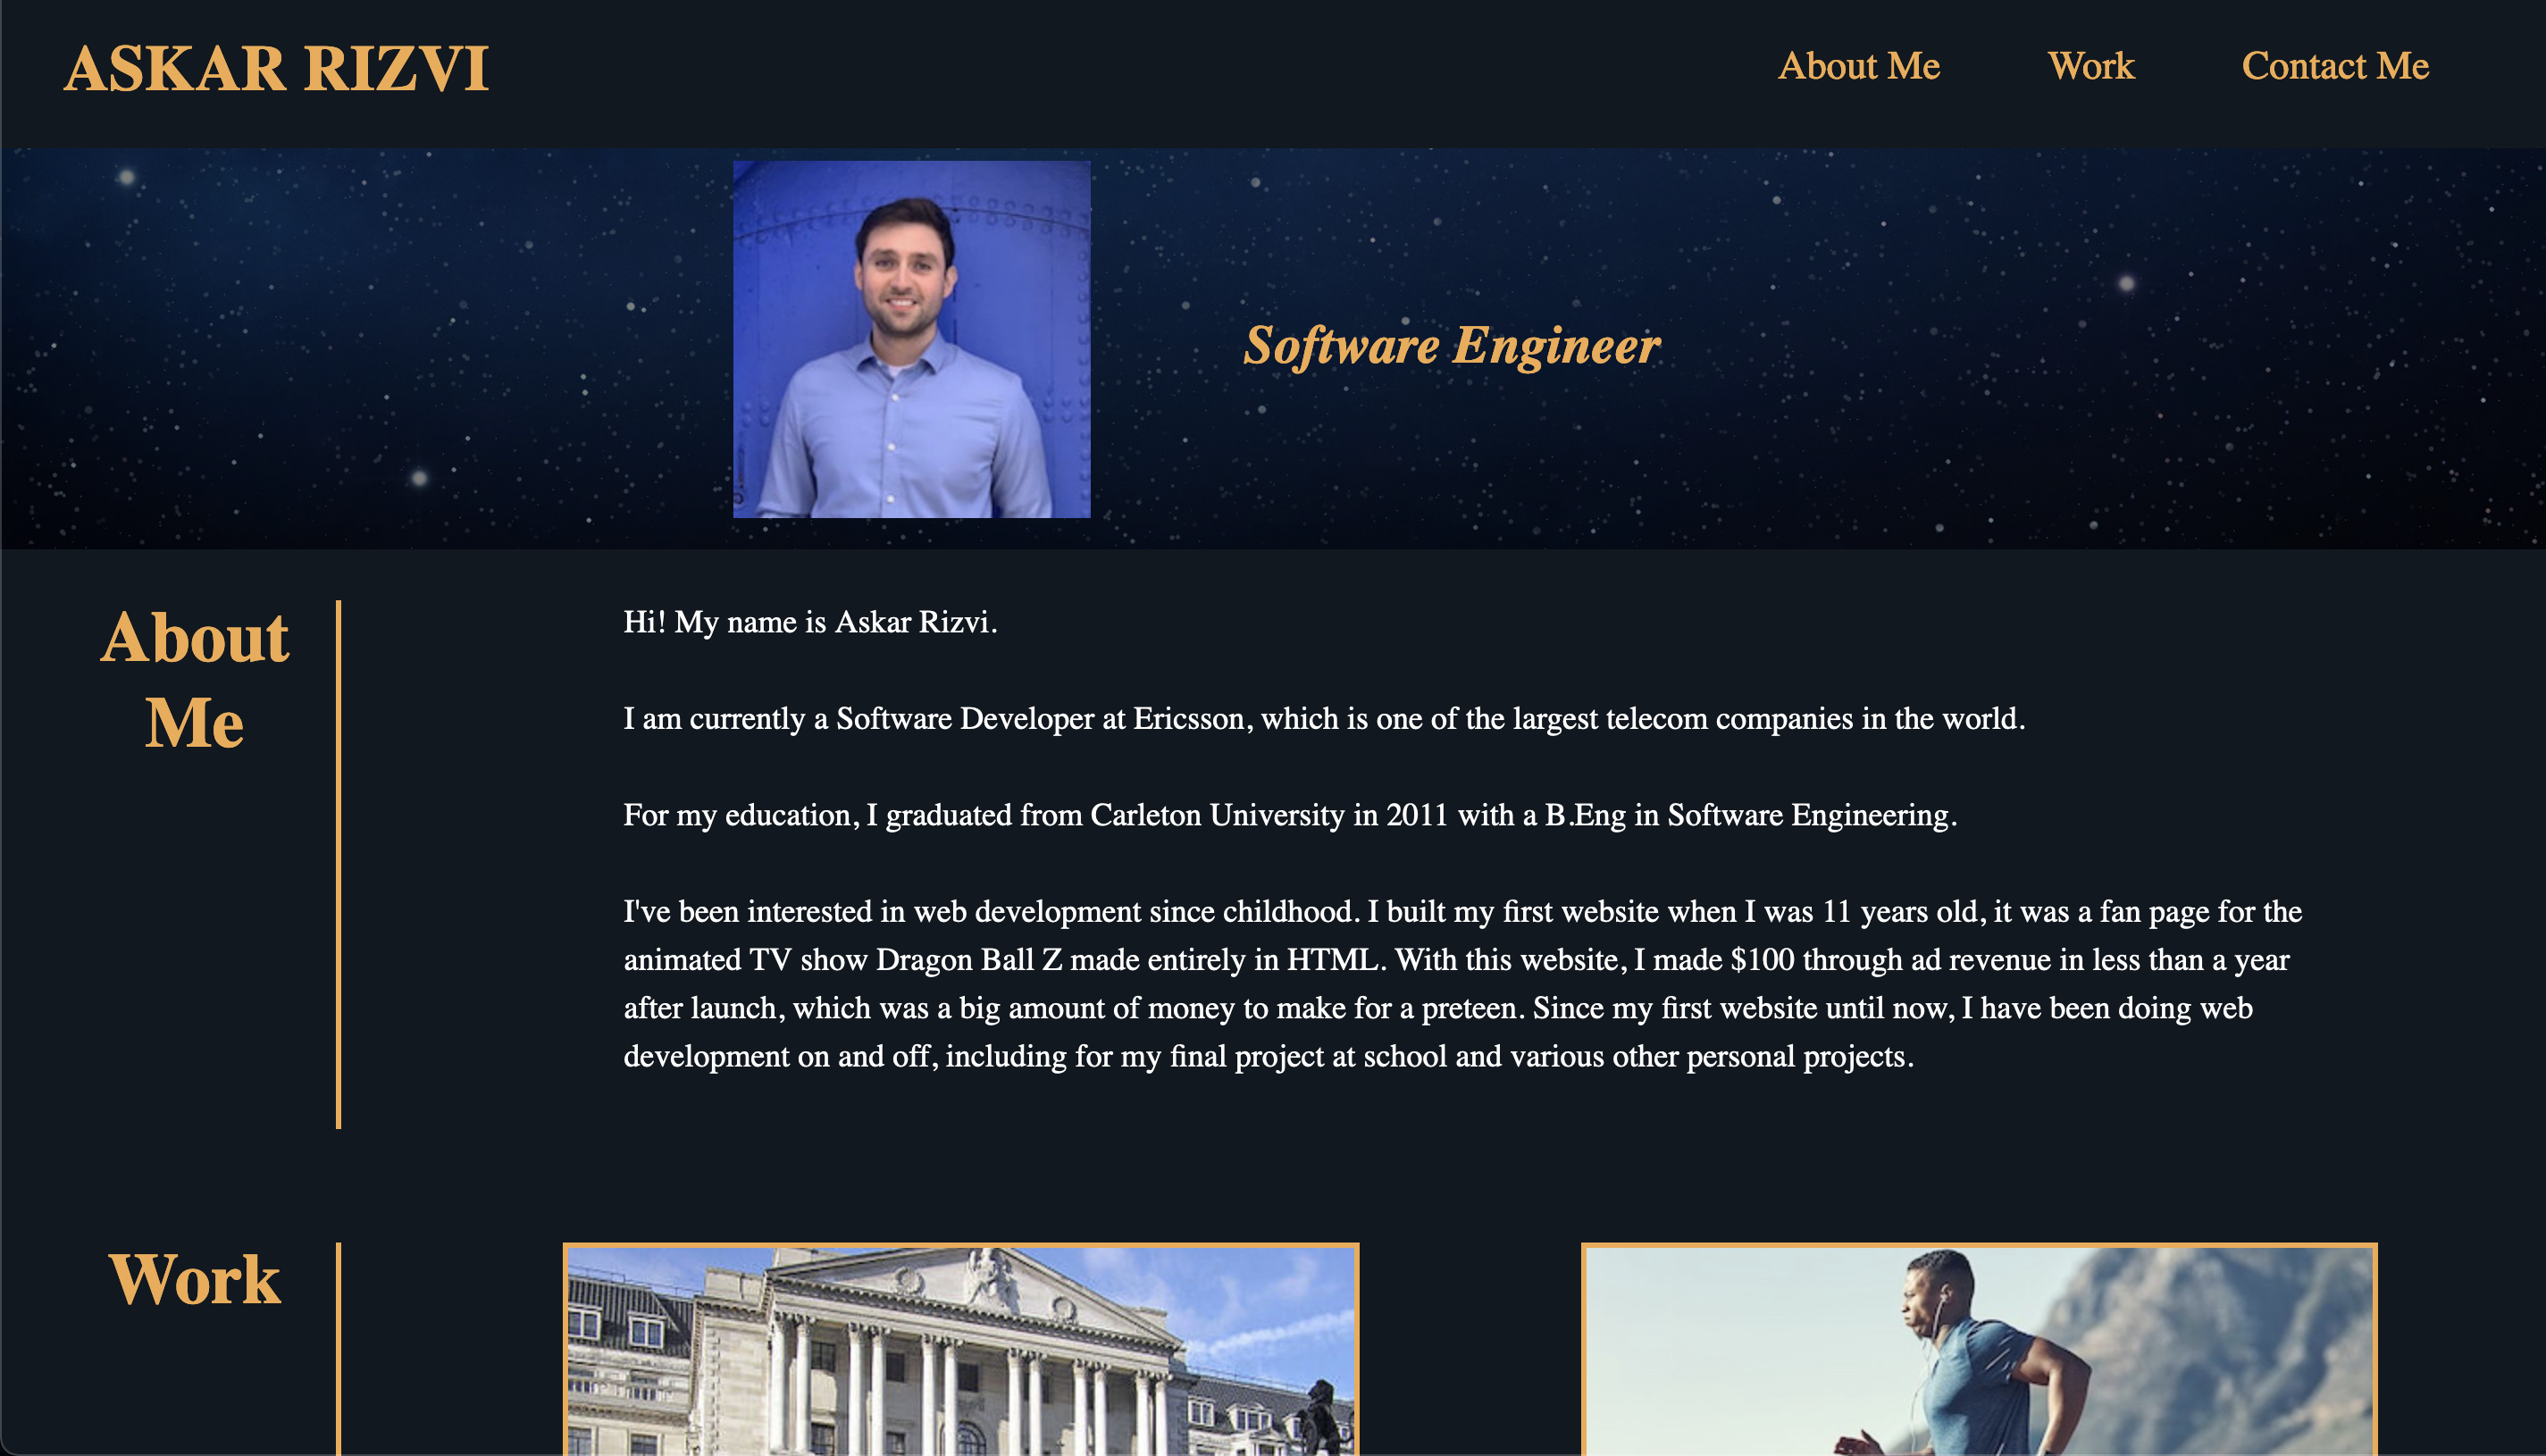 ASKAR RIZVI
About Me
Work
Contact Me
Software Engineer
About
Me
Hi! My name is Askar Rizvi.
I am currently a Software Developer at Ericsson, which is one of the largest telecom companies in the world.
For my education, I graduated from Carleton University in 2011 with a B.Eng in Software Engineering.
I've been interested in web development since childhood. I built my first website when I was 11 years old, it was a fan page for the
animated TV show Dragon Ball Z made entirely in HTML. With this website, I made $100 through ad revenue in less than a year
after launch, which was a big amount of money to make for a preteen. Since my first website until now, I have been doing web
development on and off, including for my final project at school and various other personal projects.
Work